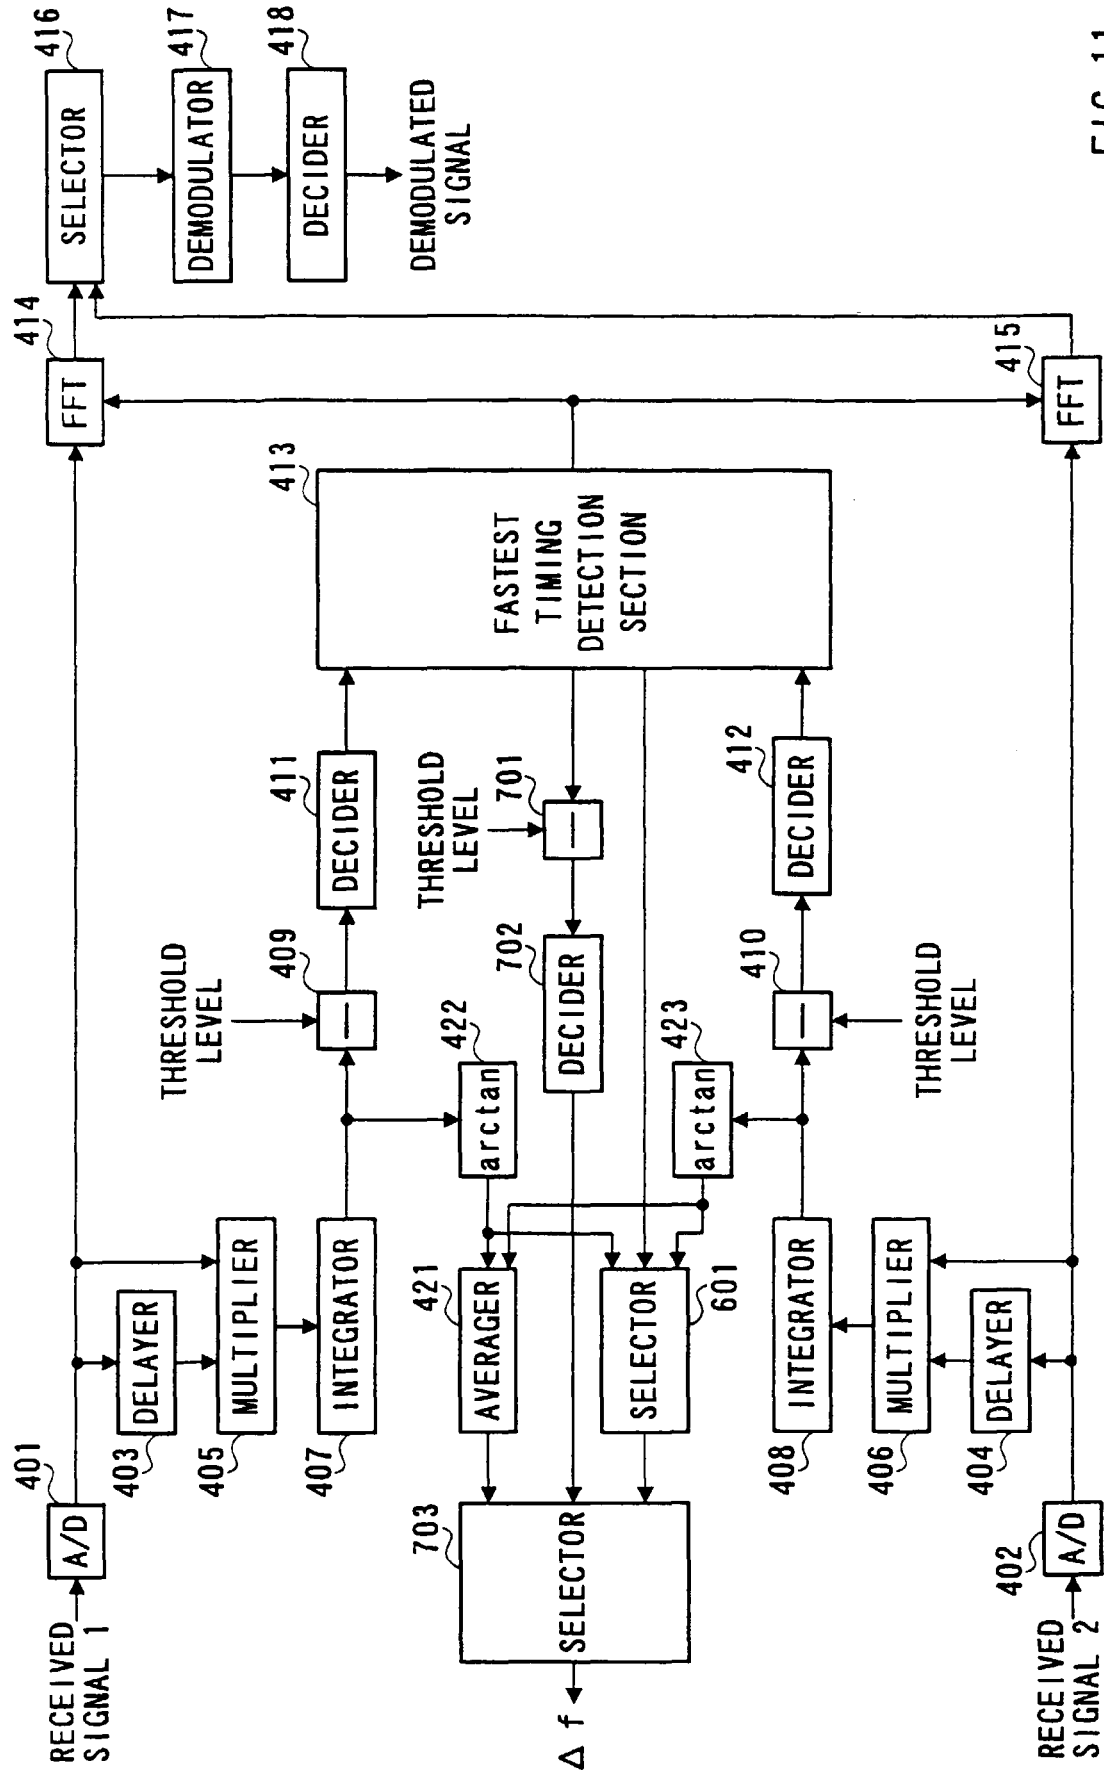 RECEIVED
SIGNAL 1
401
A/D
403
DELAYER
405
MULTIPLIER
407
INTEGRATOR
THRESHOLD
LEVEL
409
411
DECIDER
414
FFT
416
SELECTOR
417
DEMODULATOR
418
DECIDER
DEMODULATED
SIGNAL
413
FASTEST
TIMING
DETECTION
SECTION
Δf
703
SELECTOR
421
AVERAGER
422
arctan
702
DECIDER
THRESHOLD
LEVEL
701
601
SELECTOR
423
arctan
408
INTEGRATOR
410
THRESHOLD
LEVEL
412
DECIDER
406
MULTIPLIER
404
DELAYER
402
A/D
RECEIVED
SIGNAL 2
415
FFT
FIG. 11